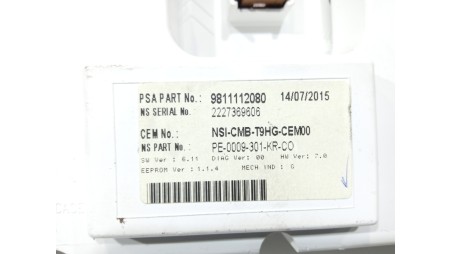 PSA PART No.: 9811112080 14/07/2015
NS SERIAL No.: 2227369606
CEM No.: NSI-CMB-T9HG-CEM00
NS PART No.: PE-0009-301-KR-CO
SW Ver : 6.11 DIAG Ver: 00 HW Ver: 7.0
EEPROM Ver :1.1.4 MECH VND : G